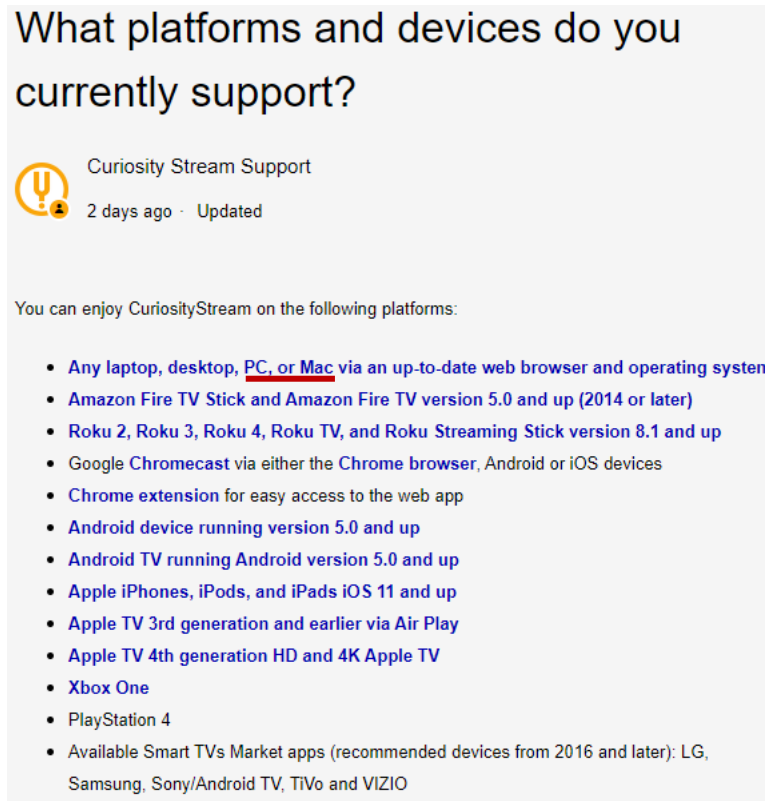 What platforms and devices do you
currently support?
Curiosity Stream Support
2 days ago · Updated
You can enjoy CuriosityStream on the following platforms:
• Any laptop, desktop, PC, or Mac via an up-to-date web browser and operating system
• Amazon Fire TV Stick and Amazon Fire TV version 5.0 and up (2014 or later)
• Roku 2, Roku 3, Roku 4, Roku TV, and Roku Streaming Stick version 8.1 and up
• Google Chromecast via either the Chrome browser, Android or iOS devices
• Chrome extension for easy access to the web app
• Android device running version 5.0 and up
• Android TV running Android version 5.0 and up
• Apple iPhones, iPods, and iPads iOS 11 and up
• Apple TV 3rd generation and earlier via Air Play
• Apple TV 4th generation HD and 4K Apple TV
• Xbox One
• PlayStation 4
• Available Smart TVs Market apps (recommended devices from 2016 and later): LG,
Samsung, Sony/Android TV, TiVo and VIZIO